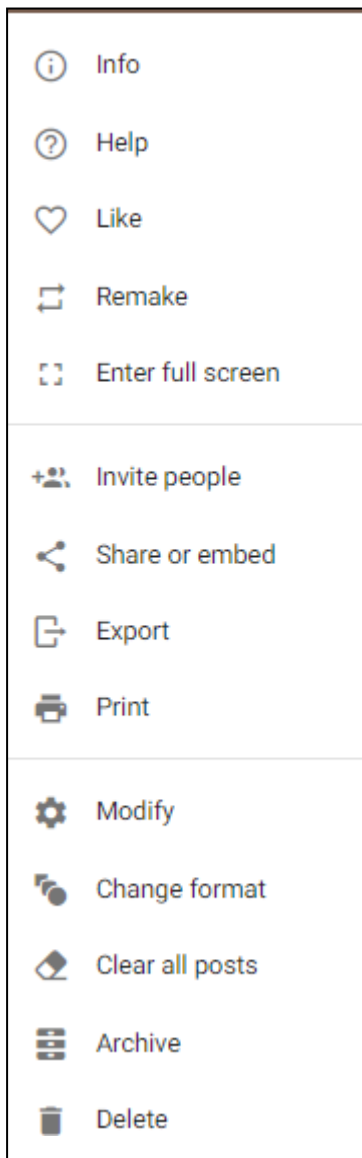 Info
Help
Like
Remake
Enter full screen
Invite people
Share or embed
Export
Print
Modify
Change format
Clear all posts
Archive
Delete